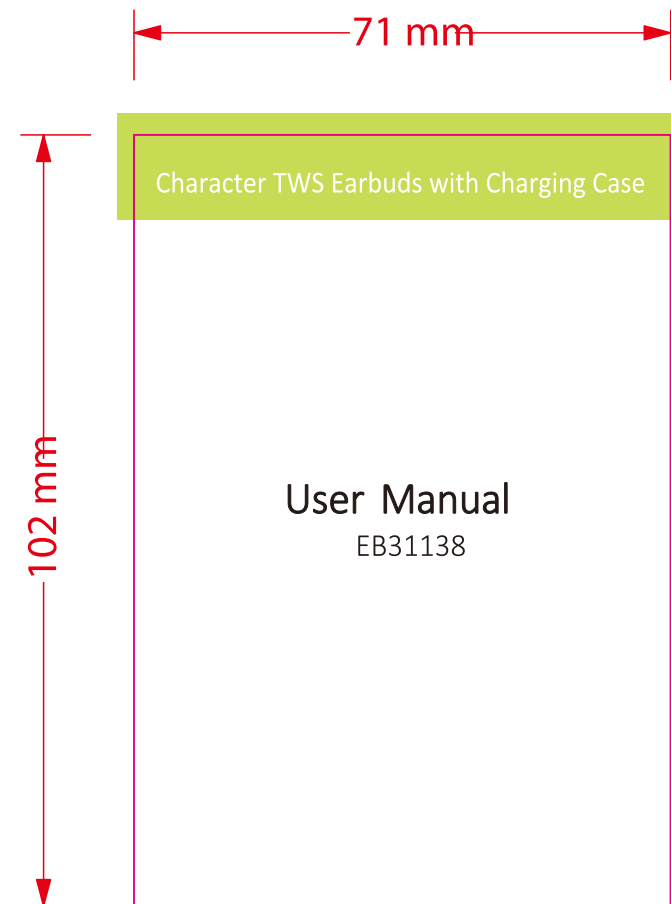 71 mm
Character TWS Earbuds with Charging Case
102 mm
User Manual
EB31138